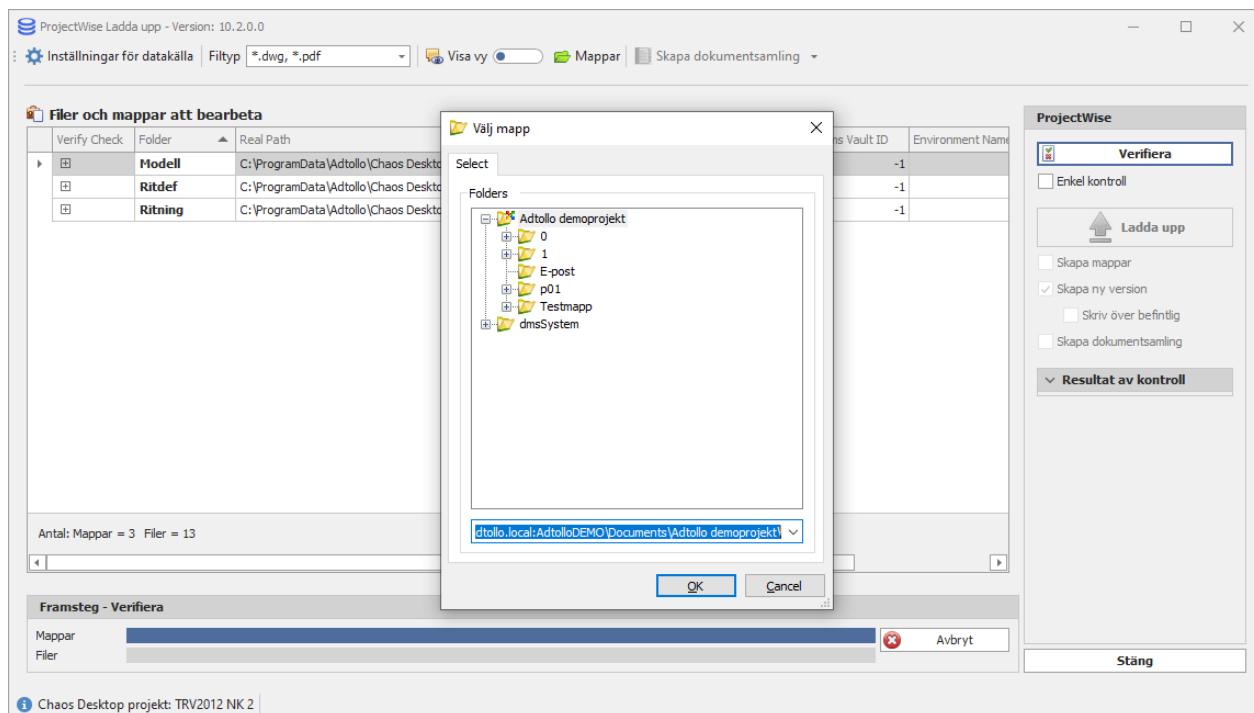 ProjectWise Ladda upp - Version: 10.2.0.0
Inställningar för datakälla Filtyp *.dwg, *.pdf Visa vy Mappar Skapa dokumentsamling
Filer och mappar att bearbeta
Verify Check Folder Real Path ns Vault ID Environment Name
Modell C:\ProgramData\Adtollo\Chaos Deskto -1
Ritdef C:\ProgramData\Adtollo\Chaos Deskto -1
Ritning C:\ProgramData\Adtollo\Chaos Deskto -1
Antal: Mappar = 3 Filer = 13
Välj mapp
Select
Folders
Adtollo demoprojekt
0
1
E-post
p01
Testmapp
dmsSystem
dtollo.local:AdtolloDEMO\Documents\Adtollo demoprojekt\
OK Cancel
ProjectWise
Verifiera
Enkel kontroll
Ladda upp
Skapa mappar
Skapa ny version
Skriv över befintlig
Skapa dokumentsamling
Resultat av kontroll
Framsteg - Verifiera
Mappar
Filer
Avbryt
Stäng
Chaos Desktop projekt: TRV2012 NK 2